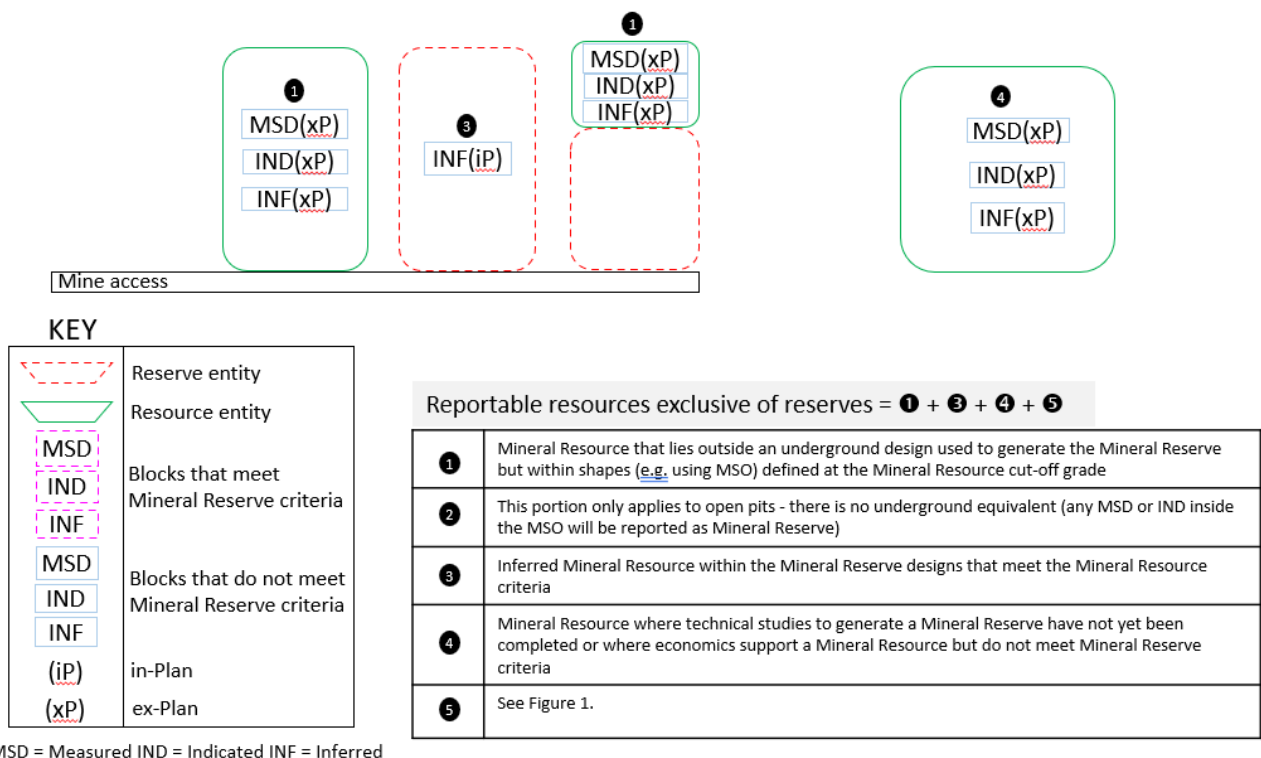 ❶
❶
MSD(xP)
IND(xP)
INF(xP)
❸
INF(iP)
MSD(xP)
IND(xP)
INF(xP)
❹
MSD(xP)
IND(xP)
INF(xP)
Mine access
KEY
Reserve entity
Resource entity
MSD
IND
INF
Blocks that meet
Mineral Reserve criteria
MSD
IND
INF
Blocks that do not meet
Mineral Reserve criteria
(iP) in-Plan
(xP) ex-Plan
MSD = Measured IND = Indicated INF = Inferred
Reportable resources exclusive of reserves = ❶ + ❸ + ❹ + ❺
❶ Mineral Resource that lies outside an underground design used to generate the Mineral Reserve
but within shapes (e.g. using MSO) defined at the Mineral Resource cut-off grade
❷ This portion only applies to open pits - there is no underground equivalent (any MSD or IND inside
the MSO will be reported as Mineral Reserve)
❸ Inferred Mineral Resource within the Mineral Reserve designs that meet the Mineral Resource
criteria
❹ Mineral Resource where technical studies to generate a Mineral Reserve have not yet been
completed or where economics support a Mineral Resource but do not meet Mineral Reserve
criteria
❺ See Figure 1.